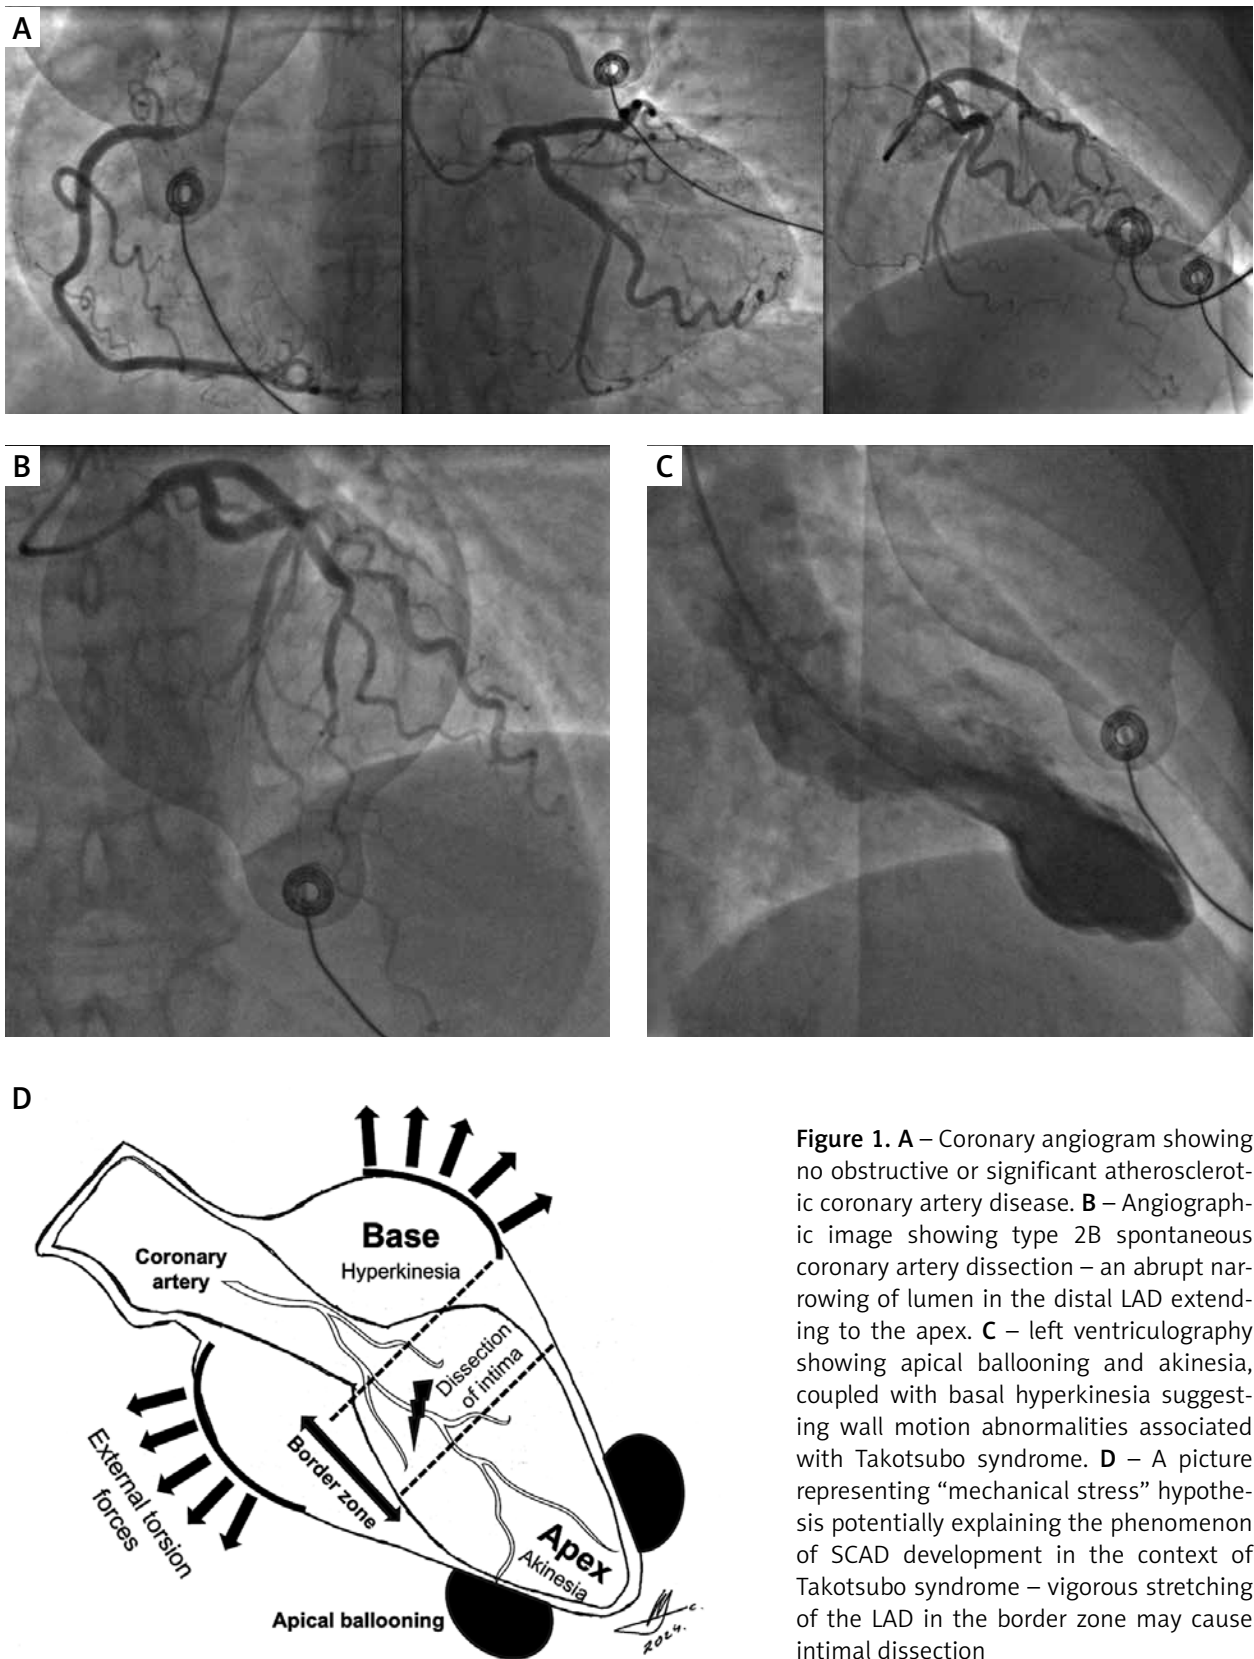 A
B
C
D
Base
Hyperkinesia
Coronary
artery
Dissection
of intima
Border zone
External torsion
forces
Apex
Akinesia
Apical ballooning
2024.
Figure 1. A – Coronary angiogram showing
no obstructive or significant atherosclerot-
ic coronary artery disease. B – Angiograph-
ic image showing type 2B spontaneous
coronary artery dissection – an abrupt nar-
rowing of lumen in the distal LAD extend-
ing to the apex. C – left ventriculography
showing apical ballooning and akinesia,
coupled with basal hyperkinesia suggest-
ing wall motion abnormalities associated
with Takotsubo syndrome. D – A picture
representing “mechanical stress” hypothe-
sis potentially explaining the phenomenon
of SCAD development in the context of
Takotsubo syndrome – vigorous stretching
of the LAD in the border zone may cause
intimal dissection